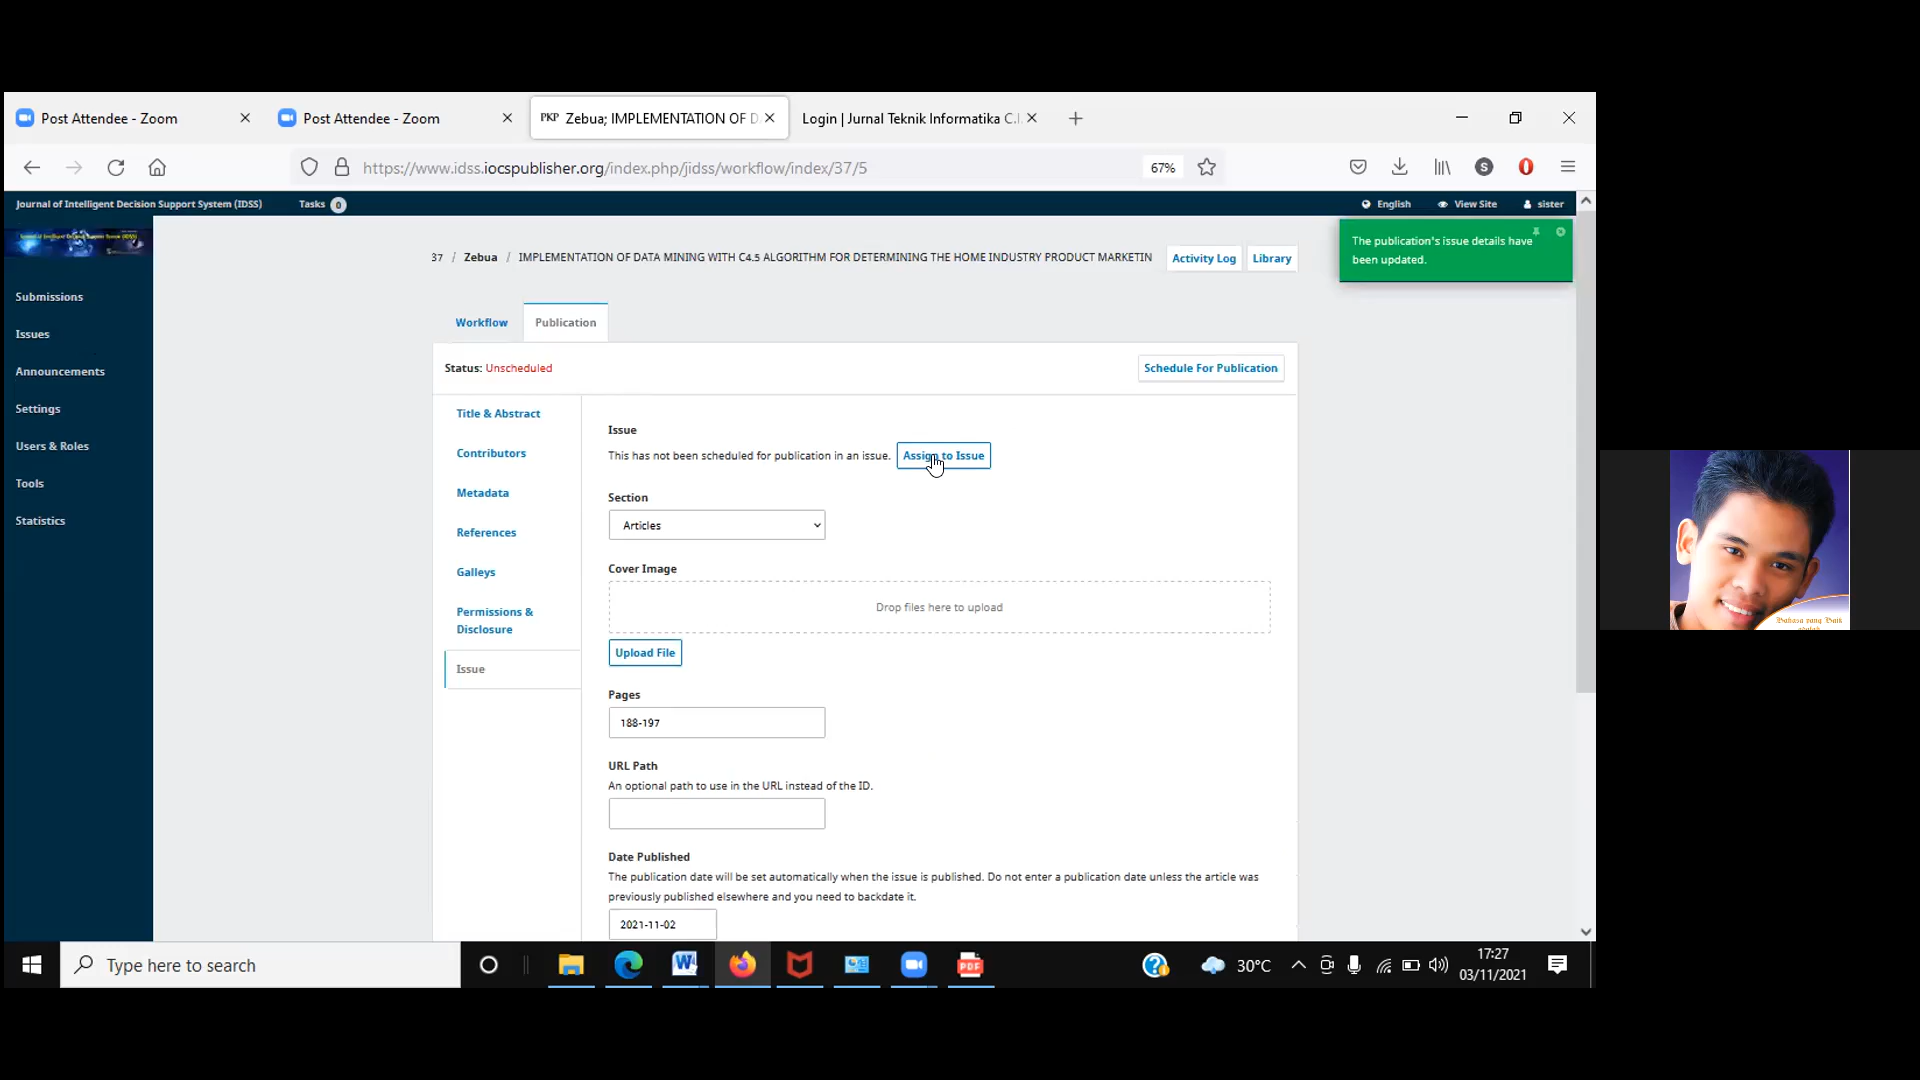 Post Attendee - Zoom
Post Attendee - Zoom
PKP Zebua; IMPLEMENTATION OF D
Login | Jurnal Teknik Informatika C.I.
https://www.idss.iocspublisher.org/index.php/jidss/workflow/index/37/5
67%
S
Journal of Intelligent Decision Support System (IDSS)
Tasks 0
English
View Site
sister
The publication's issue details have
been updated.
37 / Zebua / IMPLEMENTATION OF DATA MINING WITH C4.5 ALGORITHM FOR DETERMINING THE HOME INDUSTRY PRODUCT MARKETIN
Activity Log
Library
Submissions
Issues
Announcements
Settings
Users & Roles
Tools
Statistics
Workflow
Publication
Status: Unscheduled
Schedule For Publication
Title & Abstract
Contributors
Metadata
References
Galleys
Permissions &
Disclosure
Issue
Issue
This has not been scheduled for publication in an issue.
Assign to Issue
Section
Articles
Cover Image
Drop files here to upload
Upload File
Pages
188-197
URL Path
An optional path to use in the URL instead of the ID.
Date Published
The publication date will be set automatically when the issue is published. Do not enter a publication date unless the article was
previously published elsewhere and you need to backdate it.
2021-11-02
Bahasa yang Baik
Type here to search
PDF
30°C
17:27
03/11/2021